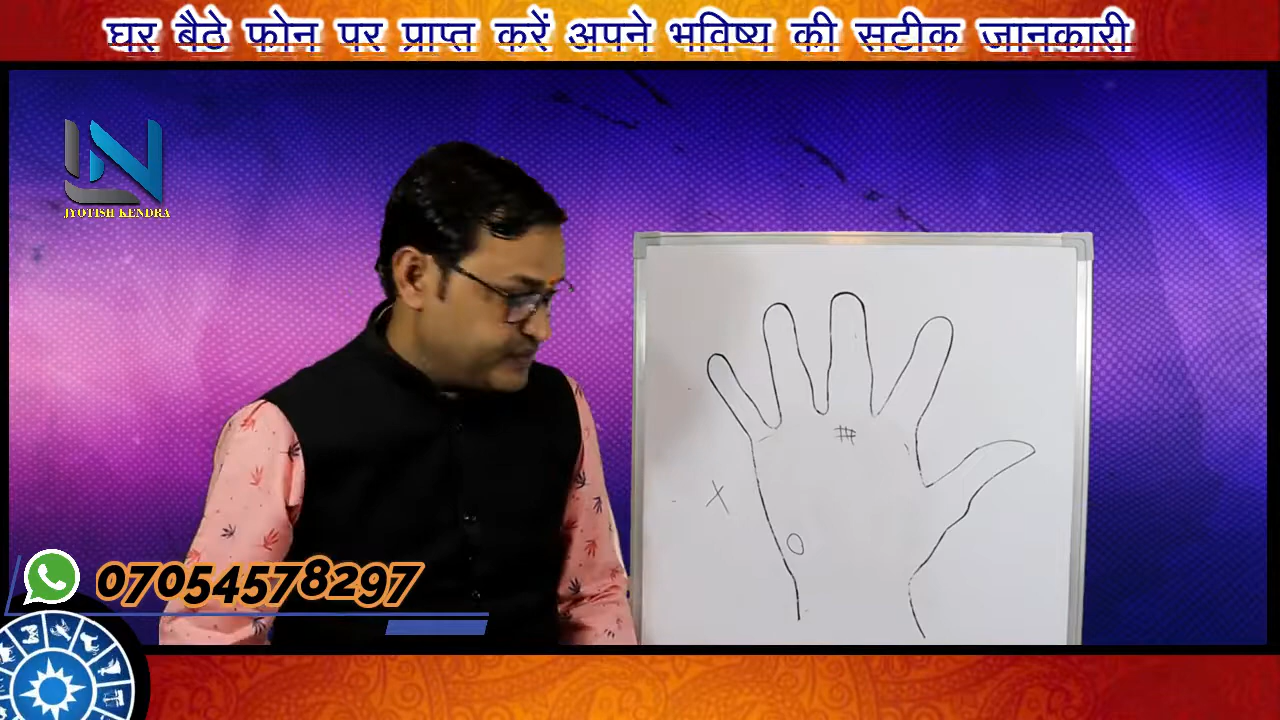 घर बैठे फोन पर प्राप्त करें अपने भविष्य की सटीक जानकारी
JYOTISH KENDRA
07054578297